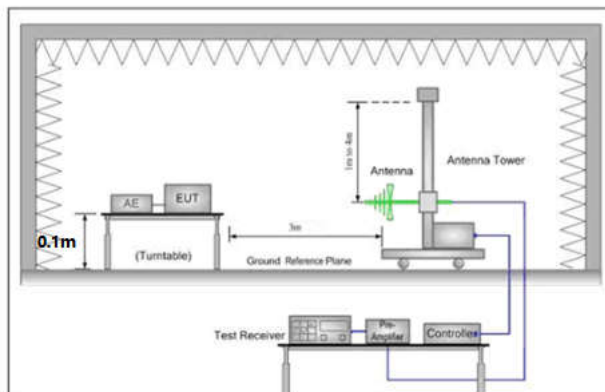 1m to 4m
Antenna
Antenna Tower
AE
EUT
0.1m
3m
(Turntable)
Ground Reference Plane
Test Receiver
Pre-
Amplifier
Controller